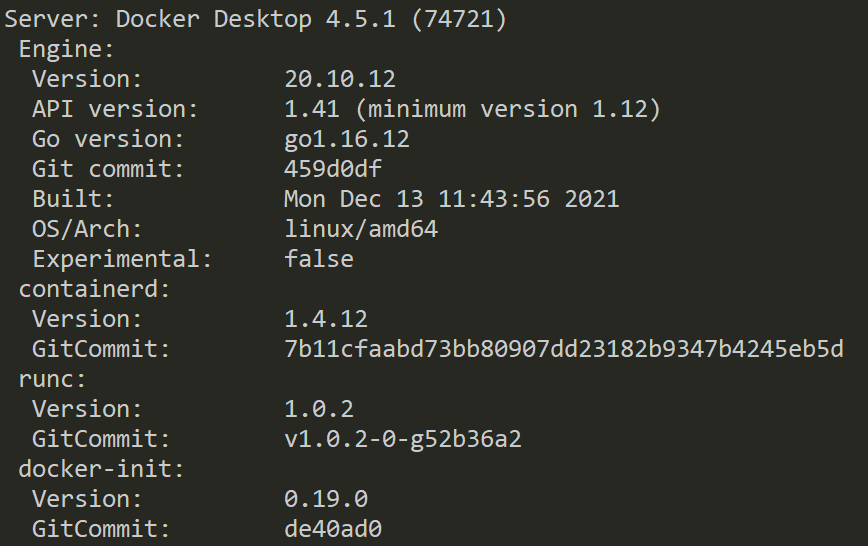 Server: Docker Desktop 4.5.1 (74721)
 Engine:
  Version:          20.10.12
  API version:      1.41 (minimum version 1.12)
  Go version:       go1.16.12
  Git commit:       459d0df
  Built:            Mon Dec 13 11:43:56 2021
  OS/Arch:          linux/amd64
  Experimental:     false
 containerd:
  Version:          1.4.12
  GitCommit:        7b11cfaabd73bb80907dd23182b9347b4245eb5d
 runc:
  Version:          1.0.2
  GitCommit:        v1.0.2-0-g52b36a2
 docker-init:
  Version:          0.19.0
  GitCommit:        de40ad0